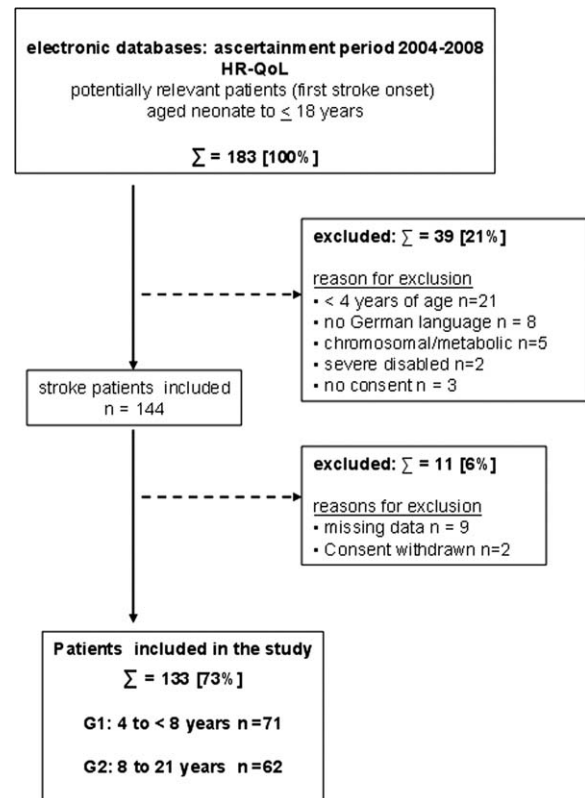 electronic databases: ascertainment period 2004-2008
HR-QoL
potentially relevant patients (first stroke onset)
aged neonate to ≤ 18 years
∑ = 183 [100%]
excluded: ∑ = 39 [21%]
reason for exclusion
• < 4 years of age n=21
• no German language n = 8
• chromosomal/metabolic n=5
• severe disabled n=2
• no consent n = 3
stroke patients included
n = 144
excluded: ∑ = 11 [6%]
reasons for exclusion
• missing data n = 9
• Consent withdrawn n=2
Patients included in the study
∑ = 133 [73%]
G1: 4 to < 8 years n=71
G2: 8 to 21 years n=62